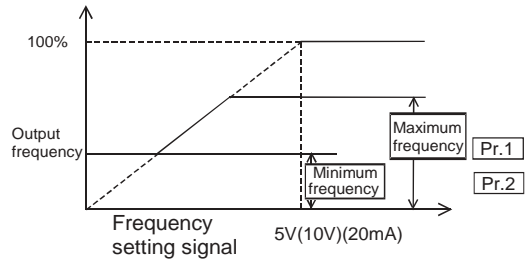 100%
Output
frequency
Maximum
frequency
Pr.1
Pr.2
Minimum
frequency
Frequency
setting signal
5V(10V)(20mA)